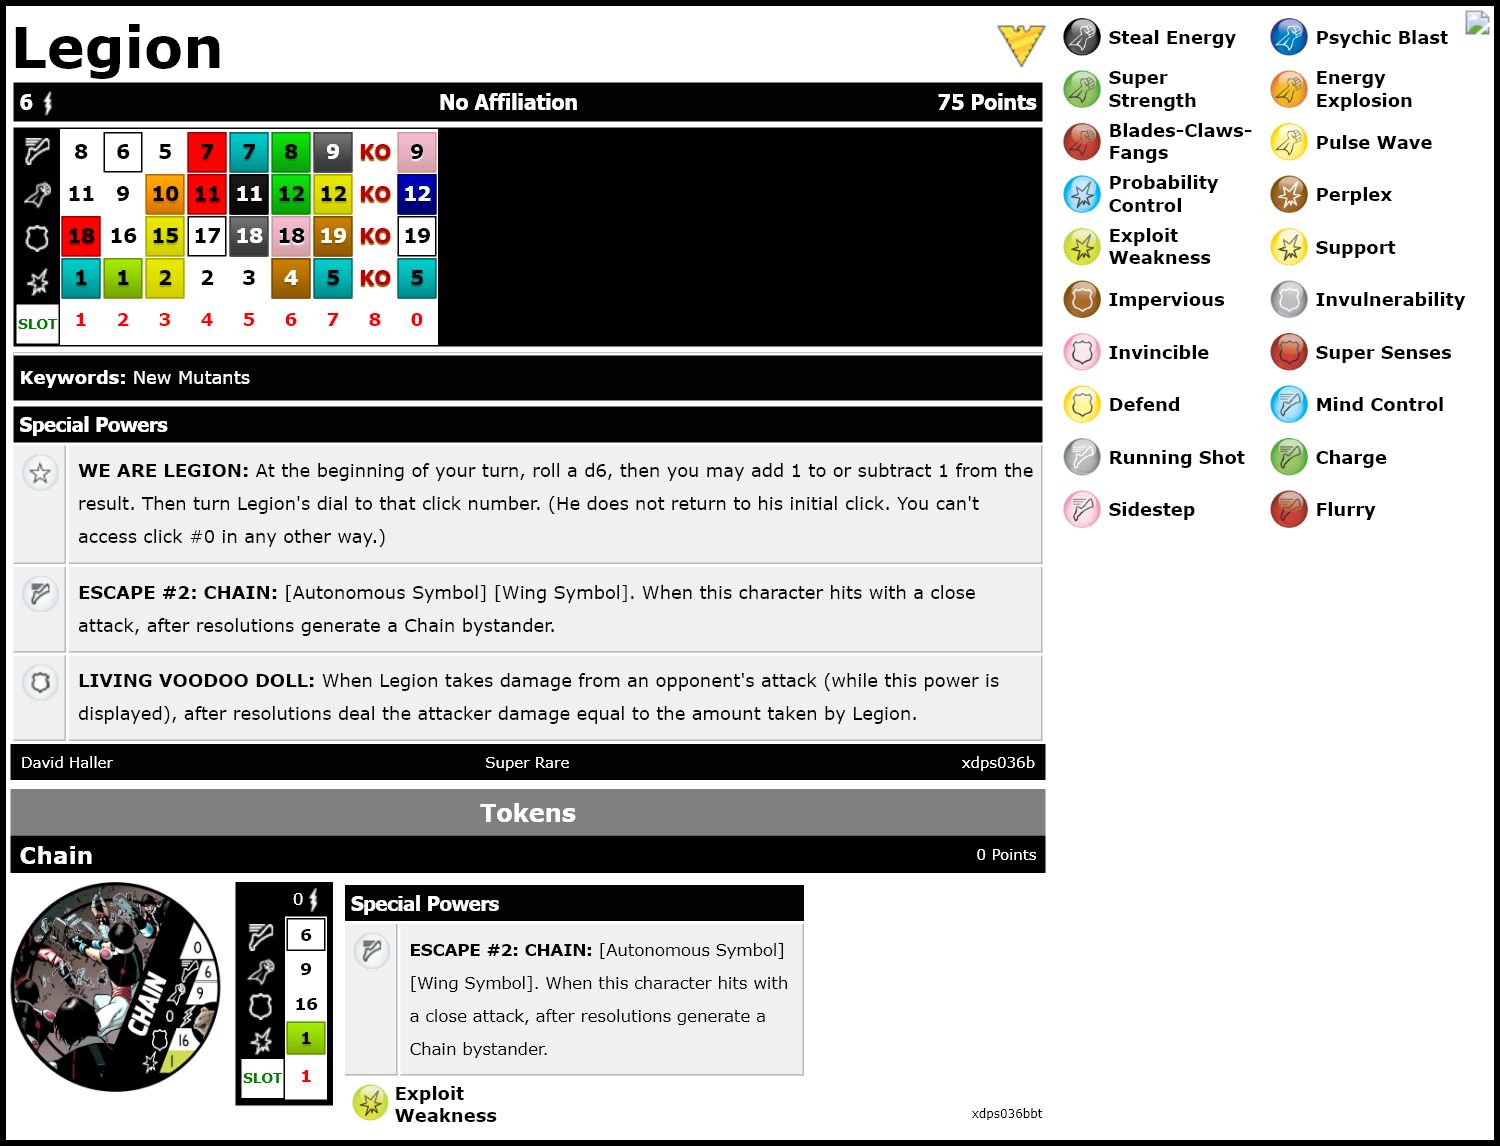 Legion
6 No Affiliation 75 Points
8 6 5 7 7 8 9 KO 9
11 9 10 11 11 12 12 KO 12
18 16 15 17 18 18 19 KO 19
1 1 2 2 3 4 5 KO 5
SLOT 1 2 3 4 5 6 7 8 0
Keywords: New Mutants
Special Powers
WE ARE LEGION: At the beginning of your turn, roll a d6, then you may add 1 to or subtract 1 from the
result. Then turn Legion's dial to that click number. (He does not return to his initial click. You can't
access click #0 in any other way.)
ESCAPE #2: CHAIN: [Autonomous Symbol] [Wing Symbol]. When this character hits with a close
attack, after resolutions generate a Chain bystander.
LIVING VOODOO DOLL: When Legion takes damage from an opponent's attack (while this power is
displayed), after resolutions deal the attacker damage equal to the amount taken by Legion.
David Haller Super Rare xdps036b
Steal Energy Psychic Blast
Super
Strength
Energy
Explosion
Blades-Claws-
Fangs
Pulse Wave
Probability
Control
Perplex
Exploit
Weakness
Support
Impervious Invulnerability
Invincible Super Senses
Defend Mind Control
Running Shot Charge
Sidestep Flurry
Tokens
Chain 0 Points
CHAIN
0
6
9
0
16
1
0
6
9
16
1
SLOT 1
Special Powers
ESCAPE #2: CHAIN: [Autonomous Symbol]
[Wing Symbol]. When this character hits with
a close attack, after resolutions generate a
Chain bystander.
Exploit
Weakness
xdps036bbt